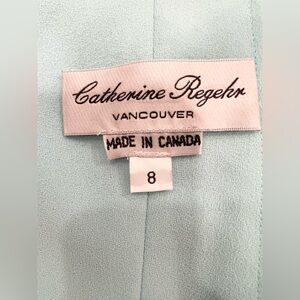 Catherine Regehr
VANCOUVER
MADE IN CANADA
8